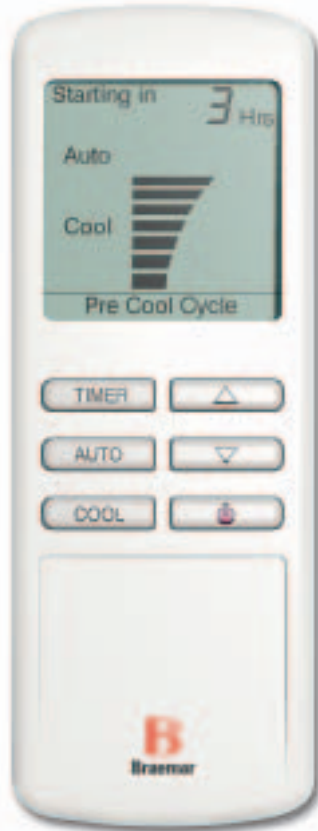 Starting in 3 Hrs
Auto
Cool
Pre Cool Cycle
TIMER
AUTO
COOL
B
Braemar